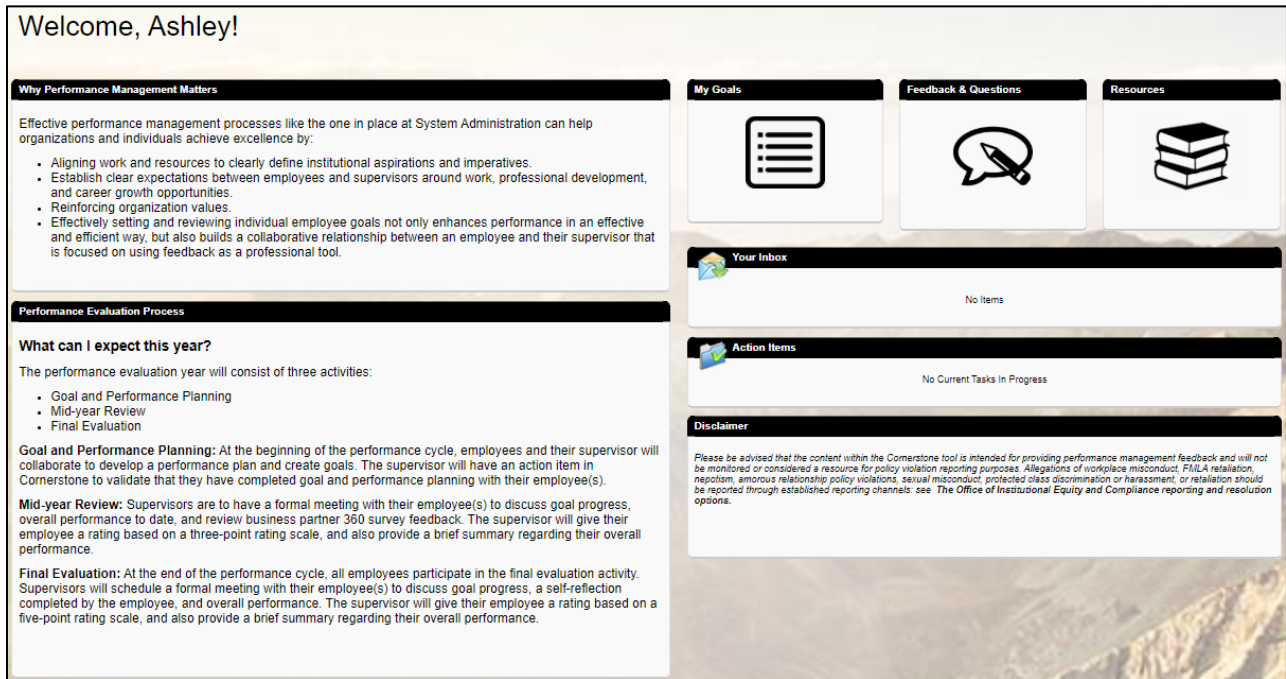 Welcome, Ashley!
Why Performance Management Matters
Effective performance management processes like the one in place at System Administration can help
organizations and individuals achieve excellence by:
• Aligning work and resources to clearly define institutional aspirations and imperatives.
• Establish clear expectations between employees and supervisors around work, professional development,
and career growth opportunities.
• Reinforcing organization values.
• Effectively setting and reviewing individual employee goals not only enhances performance in an effective
and efficient way, but also builds a collaborative relationship between an employee and their supervisor that
is focused on using feedback as a professional tool.
Performance Evaluation Process
What can I expect this year?
The performance evaluation year will consist of three activities:
• Goal and Performance Planning
• Mid-year Review
• Final Evaluation
Goal and Performance Planning: At the beginning of the performance cycle, employees and their supervisor will
collaborate to develop a performance plan and create goals. The supervisor will have an action item in
Cornerstone to validate that they have completed goal and performance planning with their employee(s).
Mid-year Review: Supervisors are to have a formal meeting with their employee(s) to discuss goal progress,
overall performance to date, and review business partner 360 survey feedback. The supervisor will give their
employee a rating based on a three-point rating scale, and also provide a brief summary regarding their overall
performance.
Final Evaluation: At the end of the performance cycle, all employees participate in the final evaluation activity.
Supervisors will schedule a formal meeting with their employee(s) to discuss goal progress, a self-reflection
completed by the employee, and overall performance. The supervisor will give their employee a rating based on a
five-point rating scale, and also provide a brief summary regarding their overall performance.
My Goals
Feedback & Questions
Resources
Your Inbox
No Items
Action Items
No Current Tasks In Progress
Disclaimer
Please be advised that the content within the Cornerstone tool is intended for providing performance management feedback and will not
be monitored or considered a resource for policy violation reporting purposes. Allegations of workplace misconduct, FMLA retaliation,
nepotism, amorous relationship policy violations, sexual misconduct, protected class discrimination or harassment, or retaliation should
be reported through established reporting channels: see The Office of Institutional Equity and Compliance reporting and resolution
options.